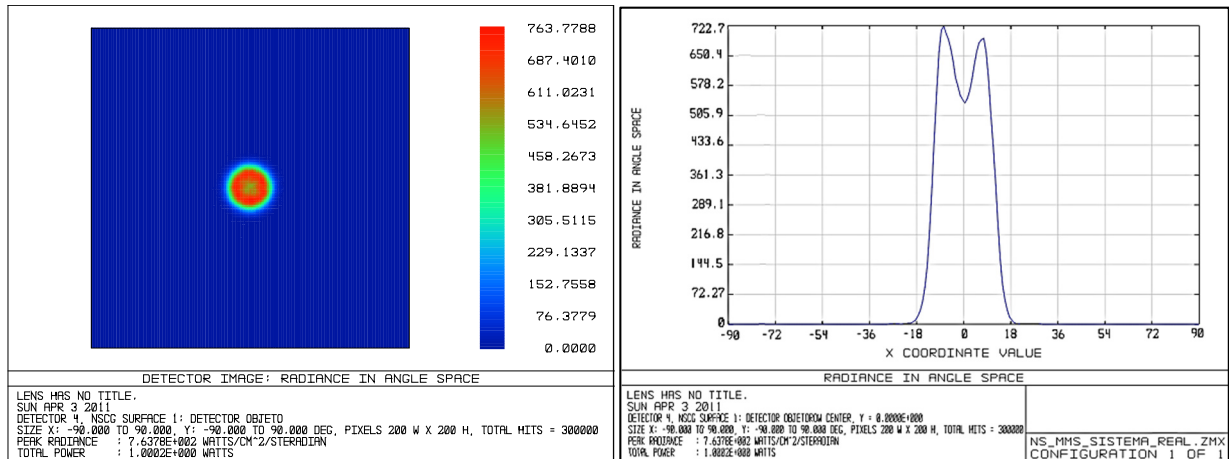 763.7788
687.4010
611.0231
534.6452
458.2673
381.8894
305.5115
229.1337
152.7558
76.3779
0.0000
DETECTOR IMAGE: RADIANCE IN ANGLE SPACE
LENS HAS NO TITLE.
SUN APR 3 2011
DETECTOR 4, NSCG SURFACE 1: DETECTOR OBJETO
SIZE X: -90.000 TO 90.000, Y: -90.000 TO 90.000 DEG, PIXELS 200 W X 200 H, TOTAL HITS = 300000
PEAK RADIANCE : 7.6378E+002 WATTS/CM^2/STERADIAN
TOTAL POWER : 1.0002E+000 WATTS
722.7
650.4
578.2
505.9
433.6
361.3
289.1
216.8
144.5
72.27
0
RADIANCE IN ANGLE SPACE
-90 -72 -54 -36 -18 0 18 36 54 72 90
X COORDINATE VALUE
RADIANCE IN ANGLE SPACE
LENS HAS NO TITLE.
SUN APR 3 2011
DETECTOR 4, NSCG SURFACE 1: DETECTOR OBJETOROW CENTER, Y = 0.0000E+000
SIZE X: -90.000 TO 90.000, Y: -90.000 TO 90.000 DEG, PIXELS 200 W X 200 H, TOTAL HITS = 300000
PEAK RADIANCE : 7.6378E+002 WATTS/CM^2/STERADIAN
TOTAL POWER : 1.0002E+000 WATTS
NS_MMS_SISTEMA_REAL.ZMX
CONFIGURATION 1 OF 1